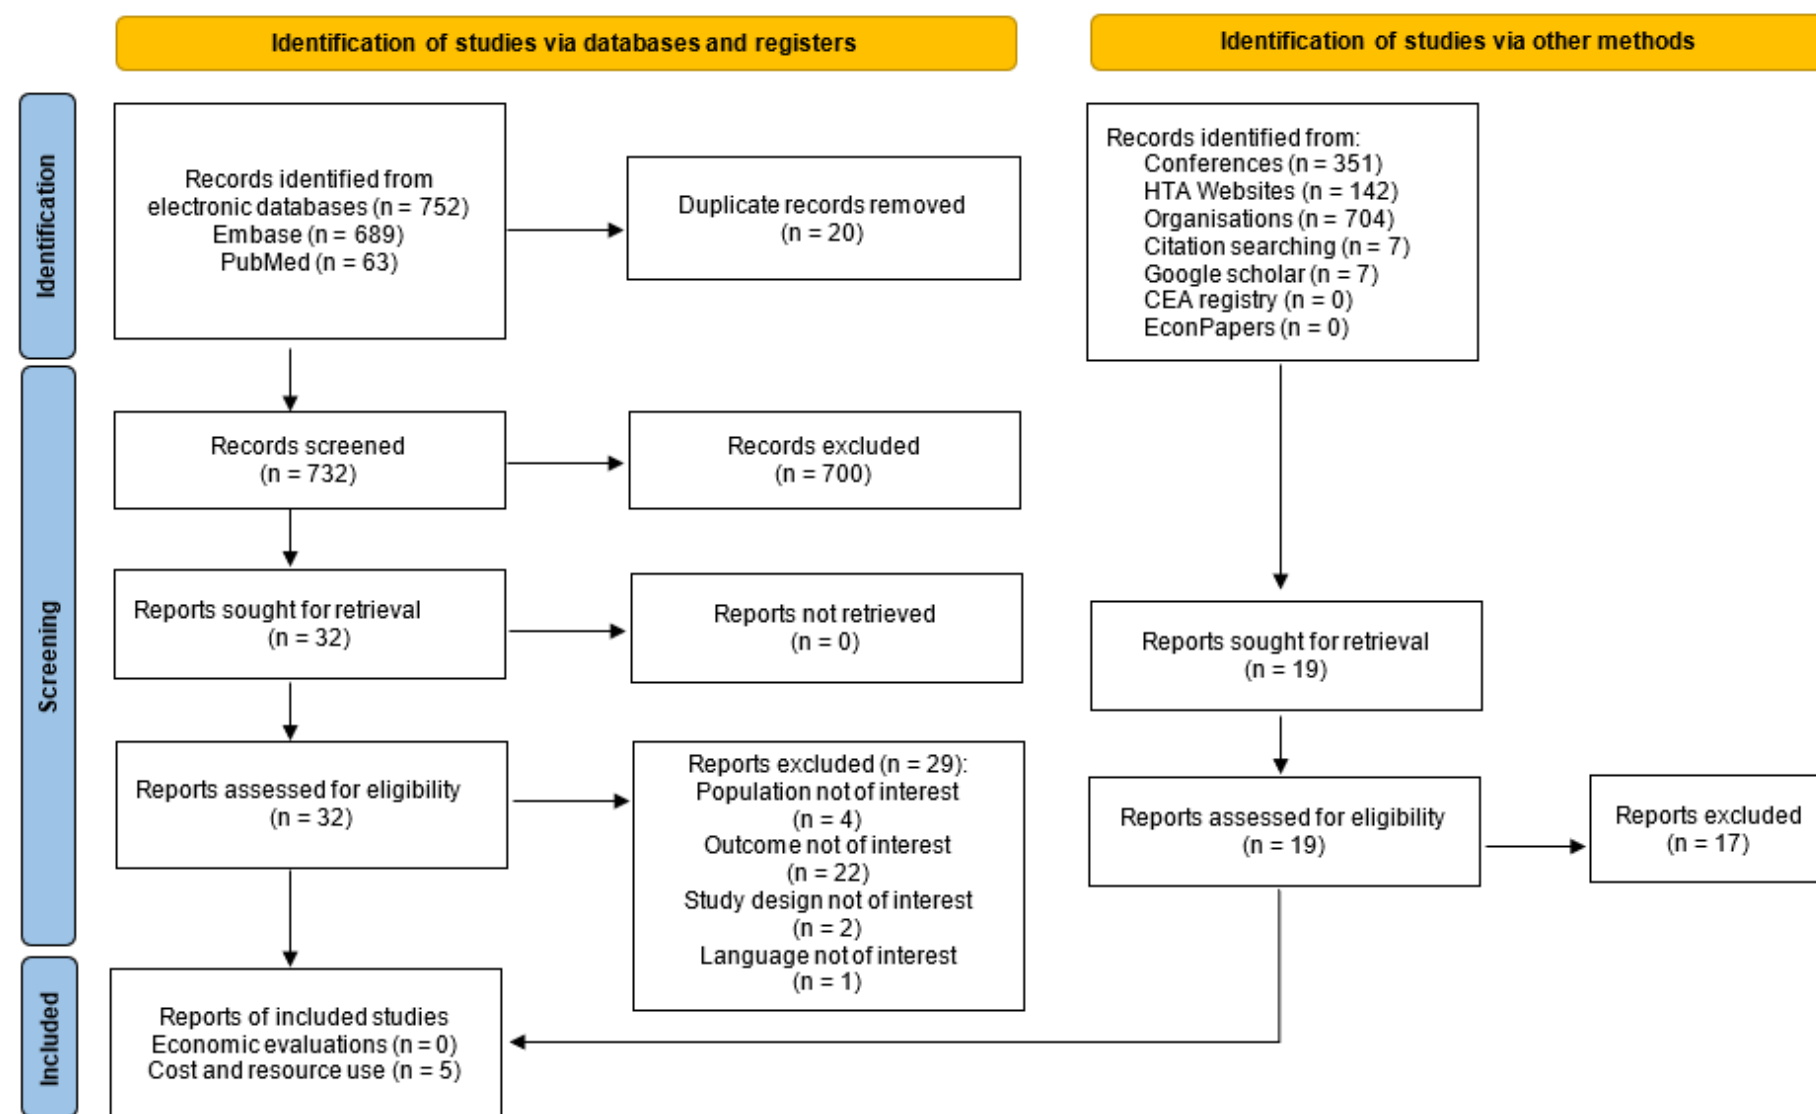 Identification of studies via databases and registers
Identification of studies via other methods
Identification
Records identified from
electronic databases (n = 752)
Embase (n = 689)
PubMed (n = 63)
Duplicate records removed
(n = 20)
Records identified from:
Conferences (n = 351)
HTA Websites (n = 142)
Organisations (n = 704)
Citation searching (n = 7)
Google scholar (n = 7)
CEA registry (n = 0)
EconPapers (n = 0)
Screening
Records screened
(n = 732)
Records excluded
(n = 700)
Reports sought for retrieval
(n = 32)
Reports not retrieved
(n = 0)
Reports sought for retrieval
(n = 19)
Reports assessed for eligibility
(n = 32)
Reports excluded (n = 29):
Population not of interest
(n = 4)
Outcome not of interest
(n = 22)
Study design not of interest
(n = 2)
Language not of interest
(n = 1)
Reports assessed for eligibility
(n = 19)
Reports excluded
(n = 17)
Included
Reports of included studies
Economic evaluations (n = 0)
Cost and resource use (n = 5)